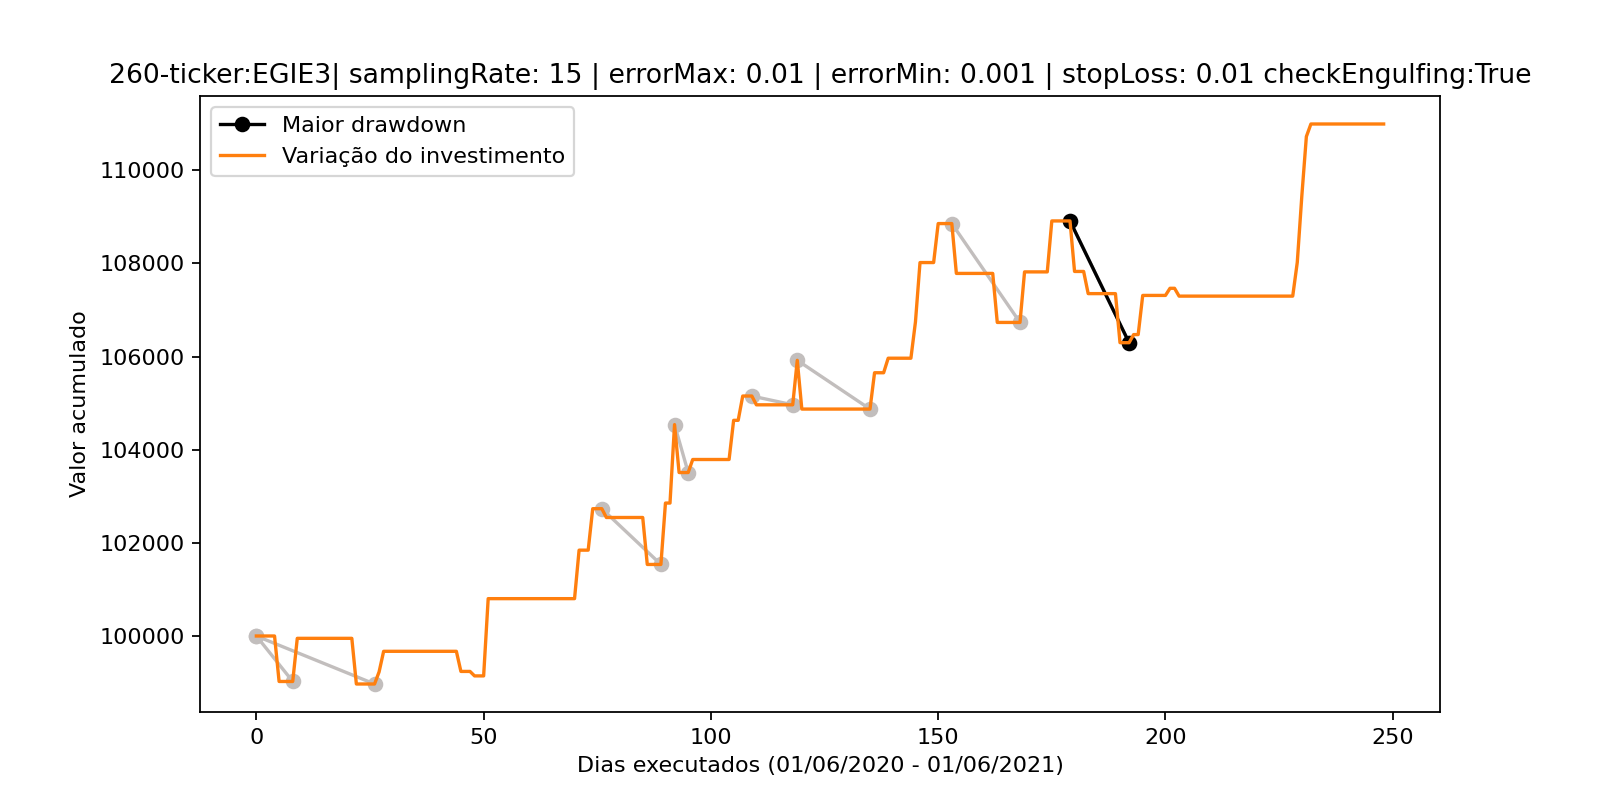 260-ticker:EGIE3| samplingRate: 15 | errorMax: 0.01 | errorMin: 0.001 | stopLoss: 0.01 checkEngulfing:True
Maior drawdown
Variação do investimento
110000
108000
106000
104000
102000
100000
Valor acumulado
0 50 100 150 200 250
Dias executados (01/06/2020 - 01/06/2021)